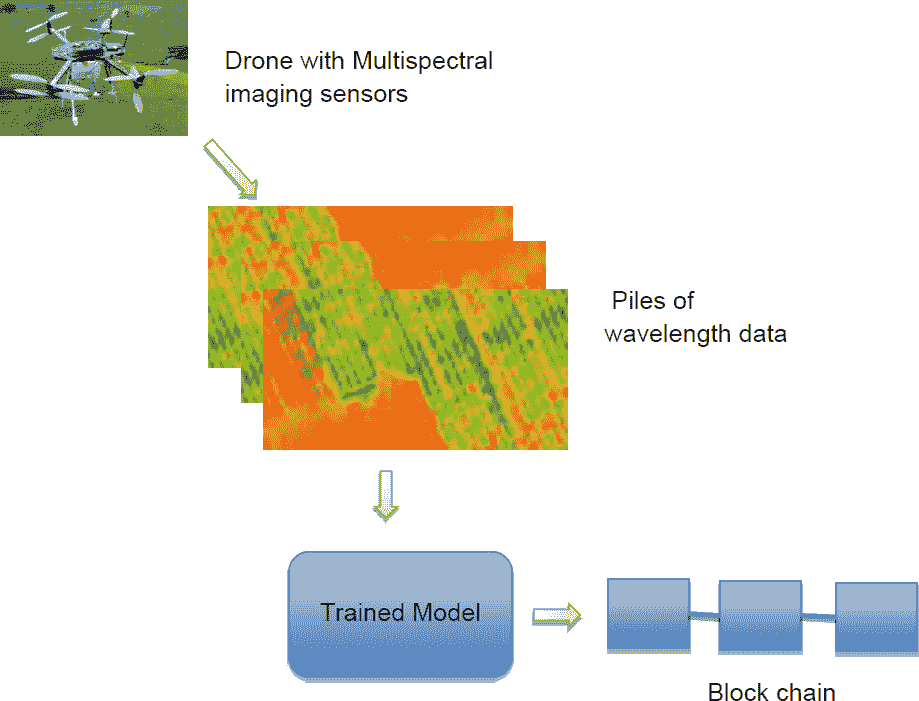 Drone with Multispectral
imaging sensors
Piles of
wavelength data
Trained Model
Block chain